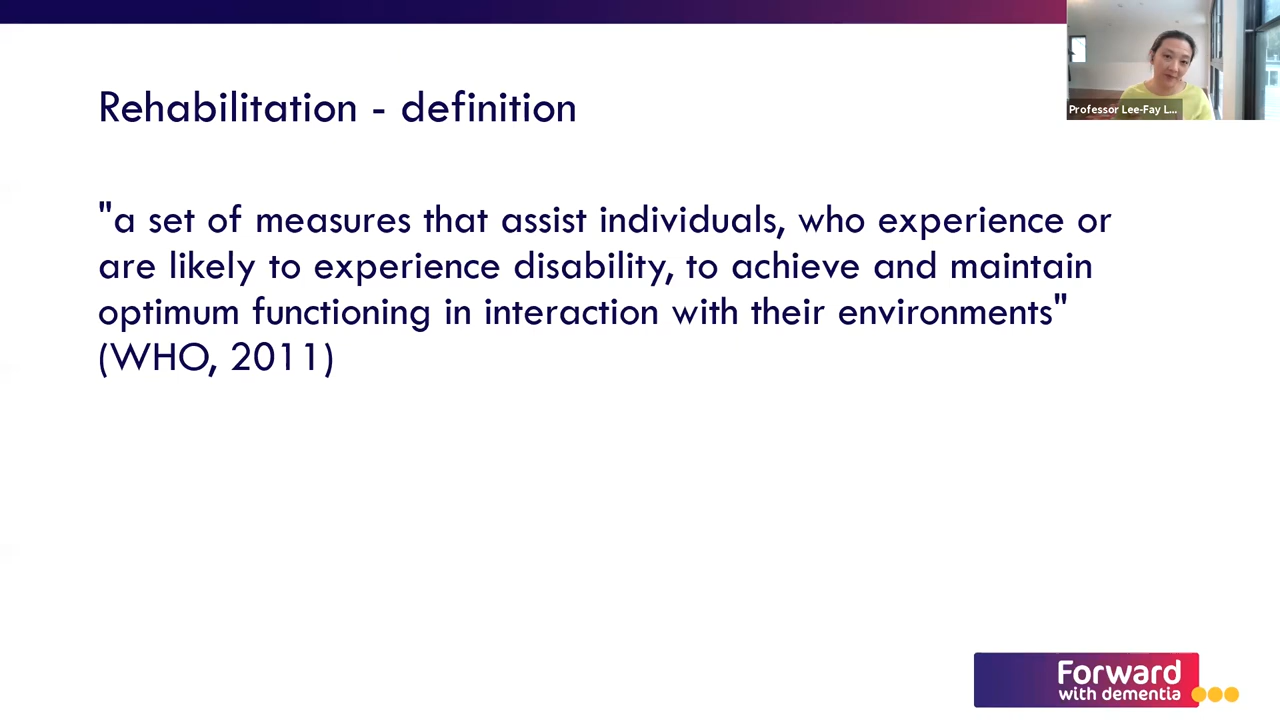 Rehabilitation - definition
Professor Lee-Fay L...
"a set of measures that assist individuals, who experience or
are likely to experience disability, to achieve and maintain
optimum functioning in interaction with their environments"
(WHO, 2011)
Forward
with dementia